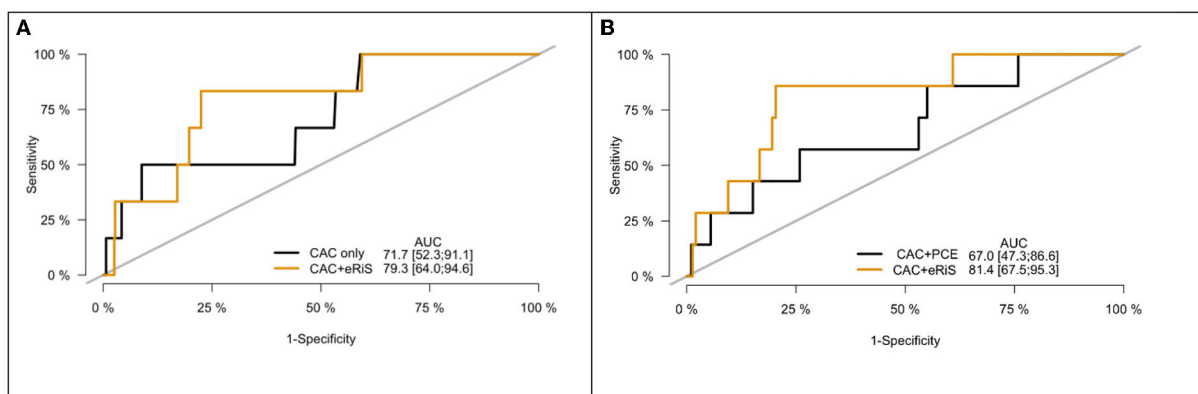 A
100 %
75 %
50 %
25 %
0 %
Sensitivity
AUC
CAC only 71.7 [52.3;91.1]
CAC+eRiS 79.3 [64.0;94.6]
0 % 25 % 50 % 75 % 100 %
1-Specificity
B
100 %
75 %
50 %
25 %
0 %
Sensitivity
AUC
CAC+PCE 67.0 [47.3;86.6]
CAC+eRiS 81.4 [67.5;95.3]
0 % 25 % 50 % 75 % 100 %
1-Specificity